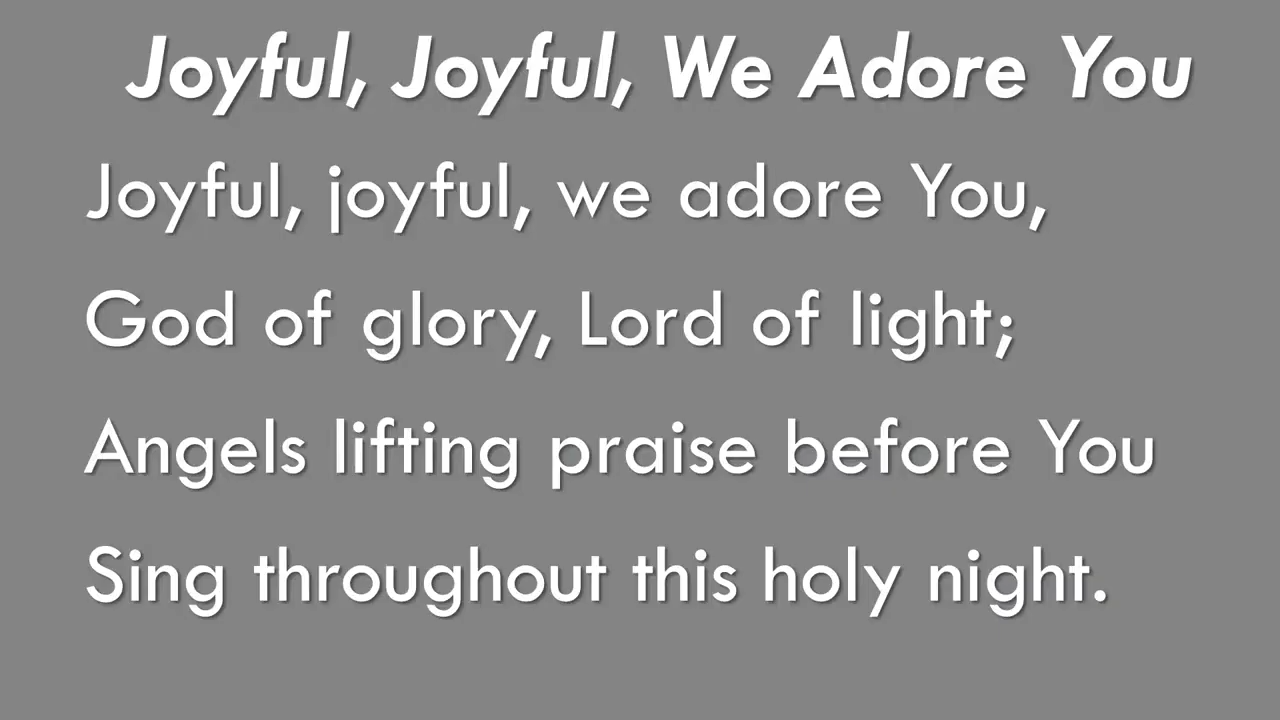 Joyful, Joyful, We Adore You
Joyful, joyful, we adore You,
God of glory, Lord of light;
Angels lifting praise before You
Sing throughout this holy night.